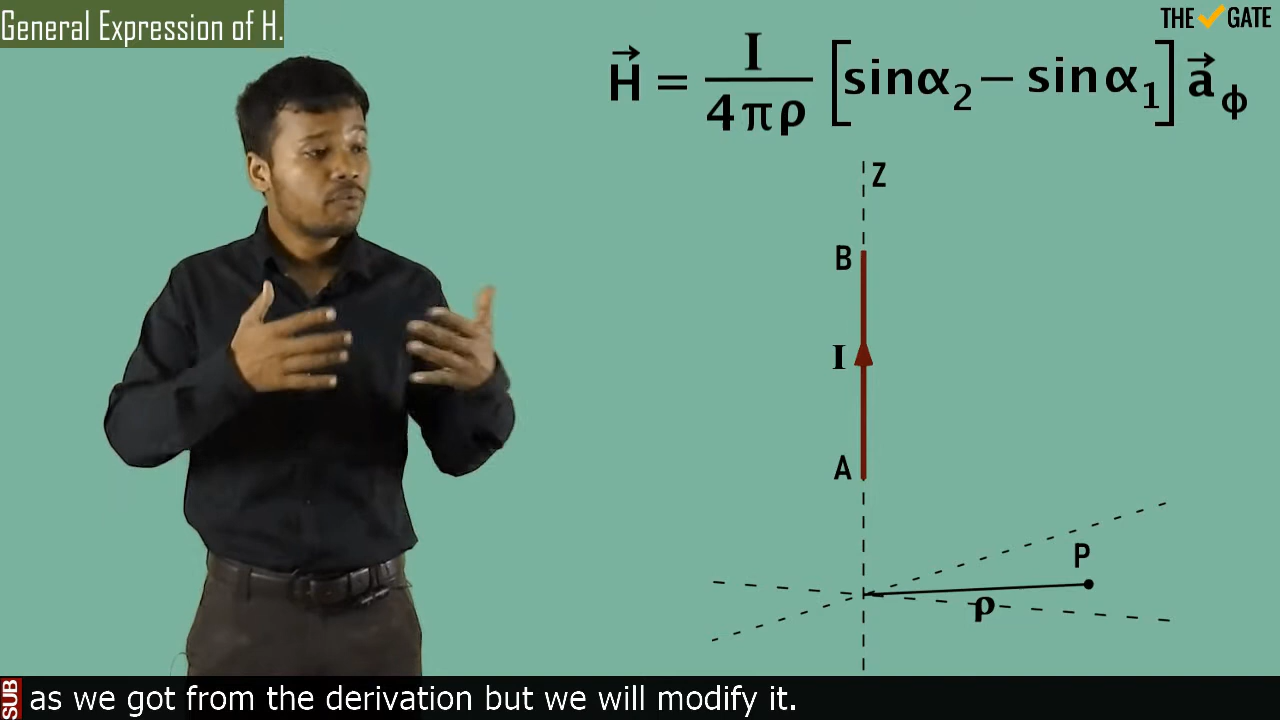 General Expression of H.
THE GATE
H⃗ = I / 4πρ [sinα₂ − sinα₁] a⃗ϕ
Z
B
I
A
P
ρ
SUB as we got from the derivation but we will modify it.